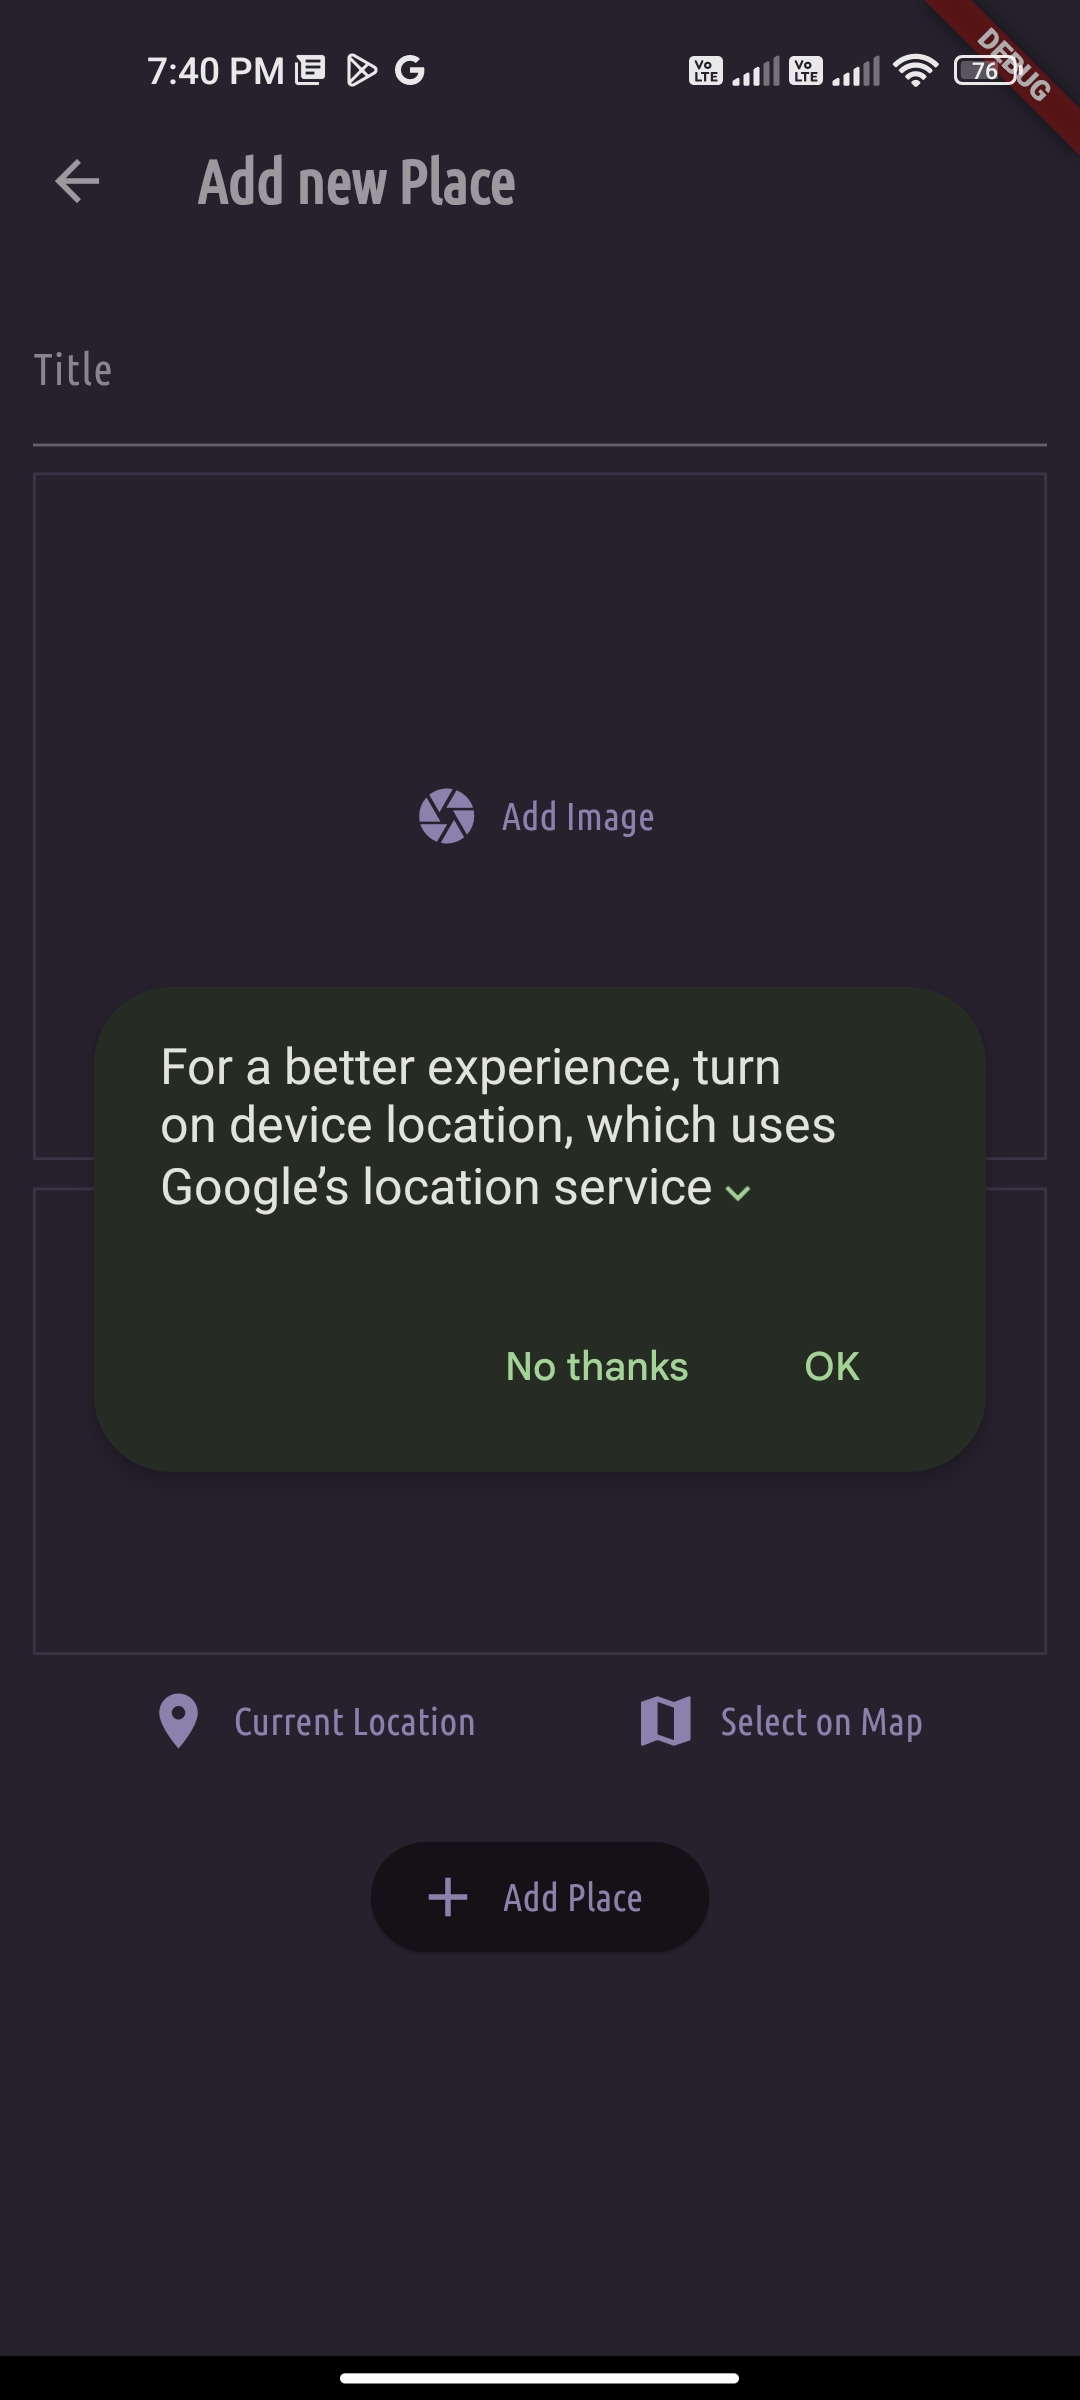 7:40 PM
Vo LTE
Vo LTE
76
DEBUG
Add new Place
Title
Add Image
For a better experience, turn
on device location, which uses
Google’s location service
No thanks
OK
Current Location
Select on Map
Add Place